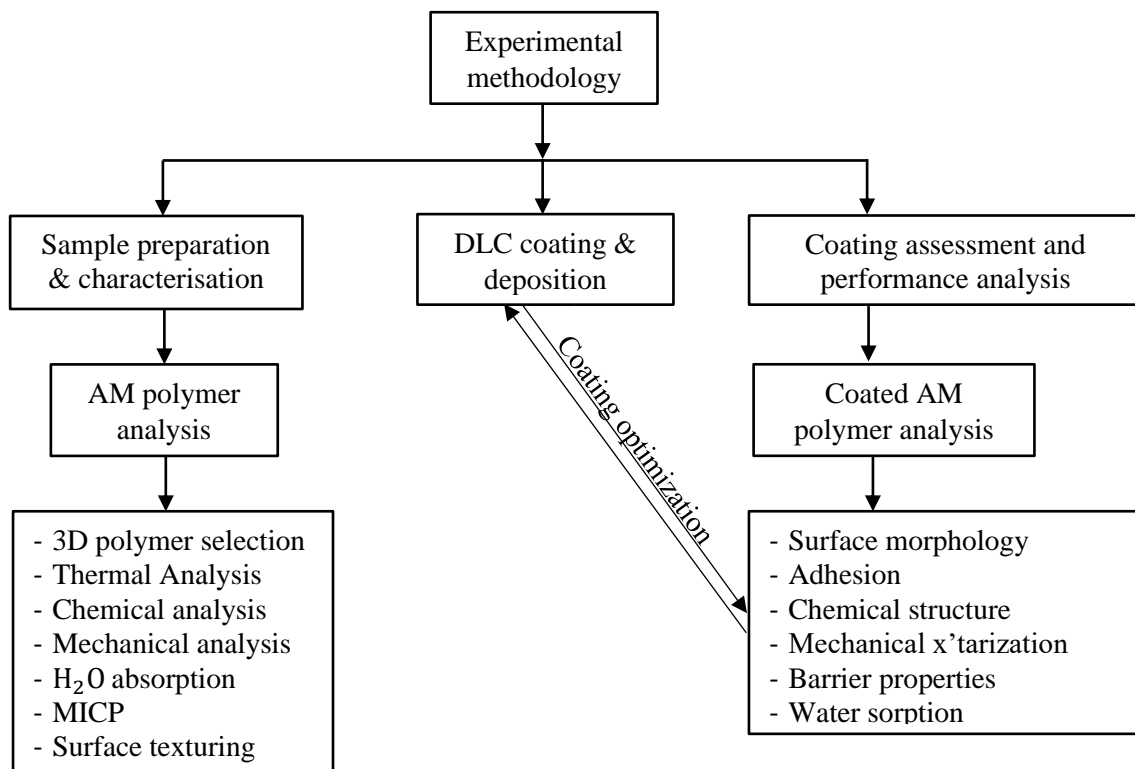 Experimental
methodology
Sample preparation
& characterisation
DLC coating &
deposition
Coating assessment and
performance analysis
AM polymer
analysis
Coating optimization
Coated AM
polymer analysis
- 3D polymer selection
- Thermal Analysis
- Chemical analysis
- Mechanical analysis
- H₂O absorption
- MICP
- Surface texturing
- Surface morphology
- Adhesion
- Chemical structure
- Mechanical x’tarization
- Barrier properties
- Water sorption